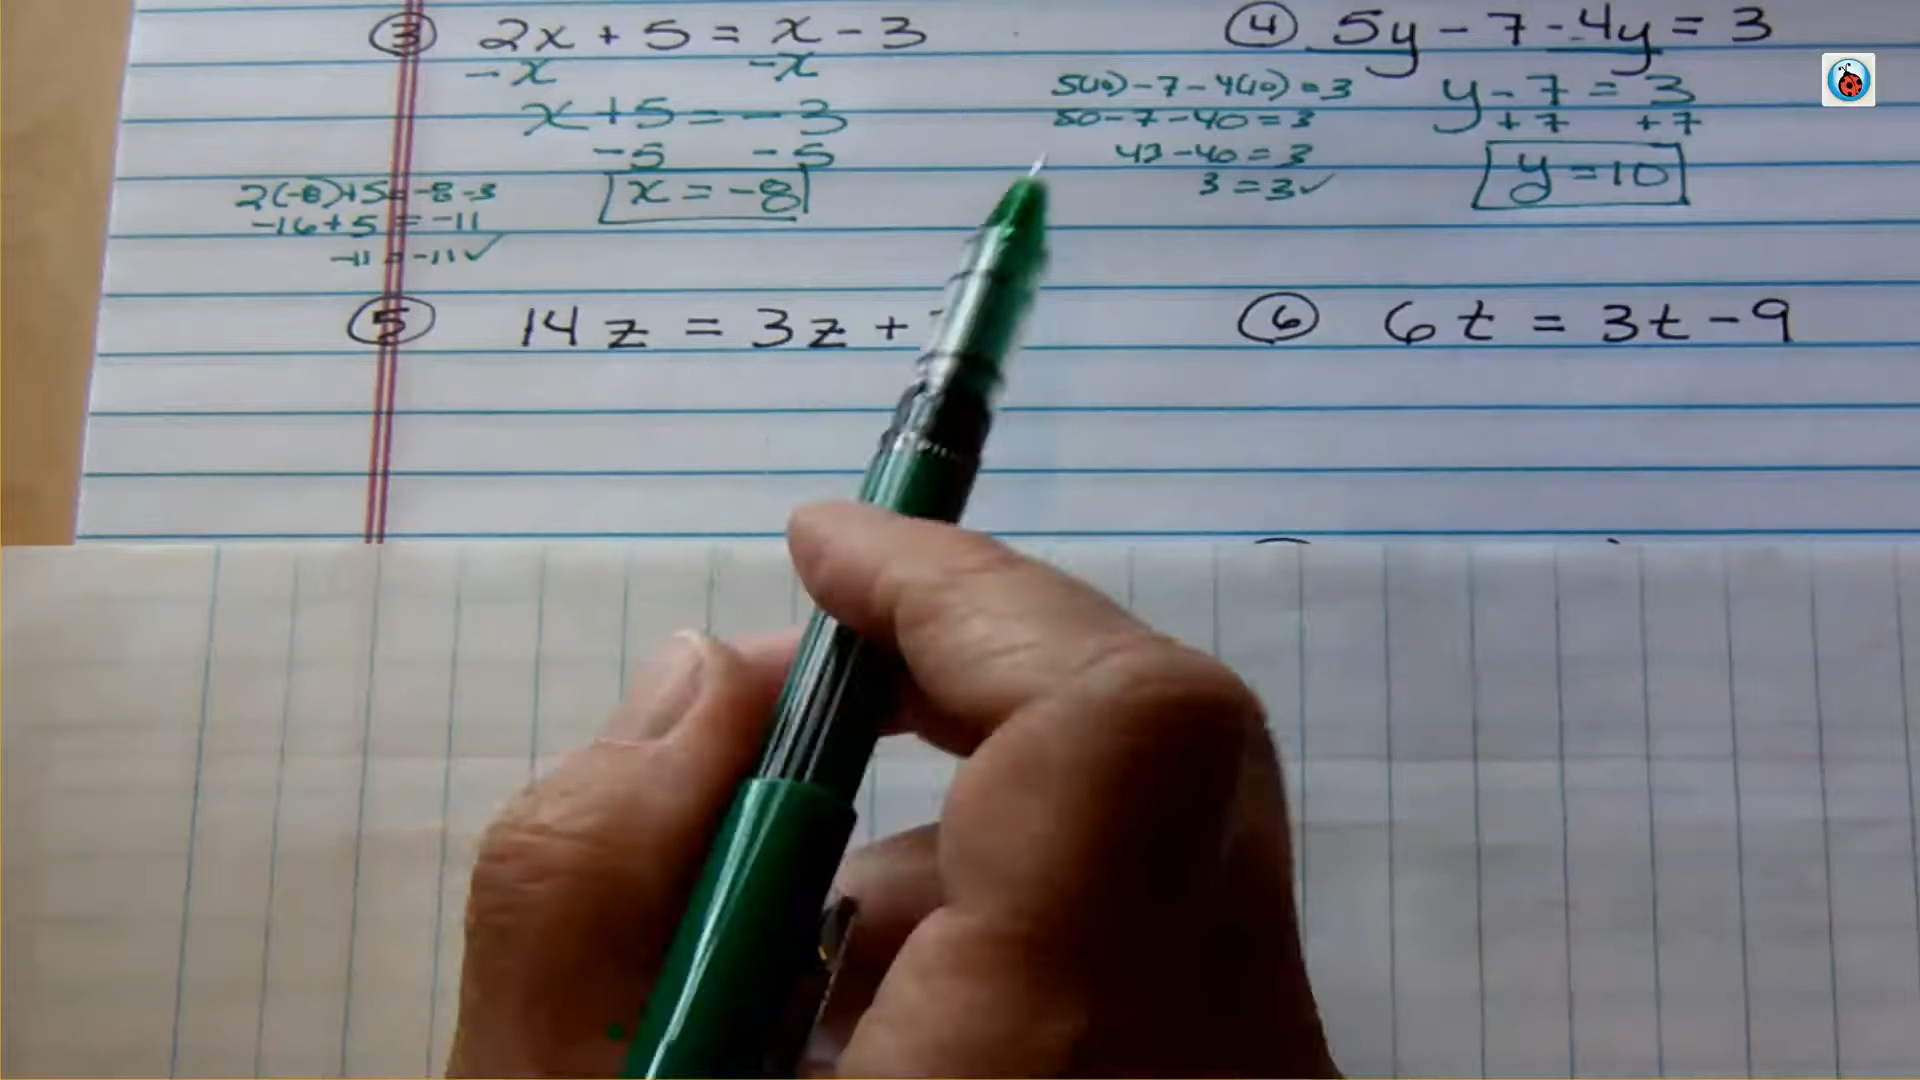 ③ 2x + 5 = x - 3
-x -x
x + 5 = -3
-5 -5
x = -8
2(-8)+5 = -8-3
-16+5 = -11
-11 = -11 ✓
④ 5y - 7 - 4y = 3
5(10) - 7 - 4(10) = 3
50 - 7 - 40 = 3
43 - 40 = 3
3 = 3 ✓
y - 7 = 3
+7 +7
y = 10
⑤ 14z = 3z +
⑥ 6t = 3t - 9